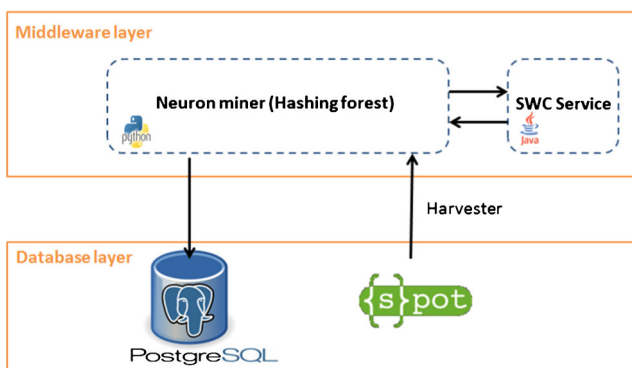 Middleware layer
Neuron miner (Hashing forest)
SWC Service
python
Java
Harvester
Database layer
{s}pot
PostgreSQL